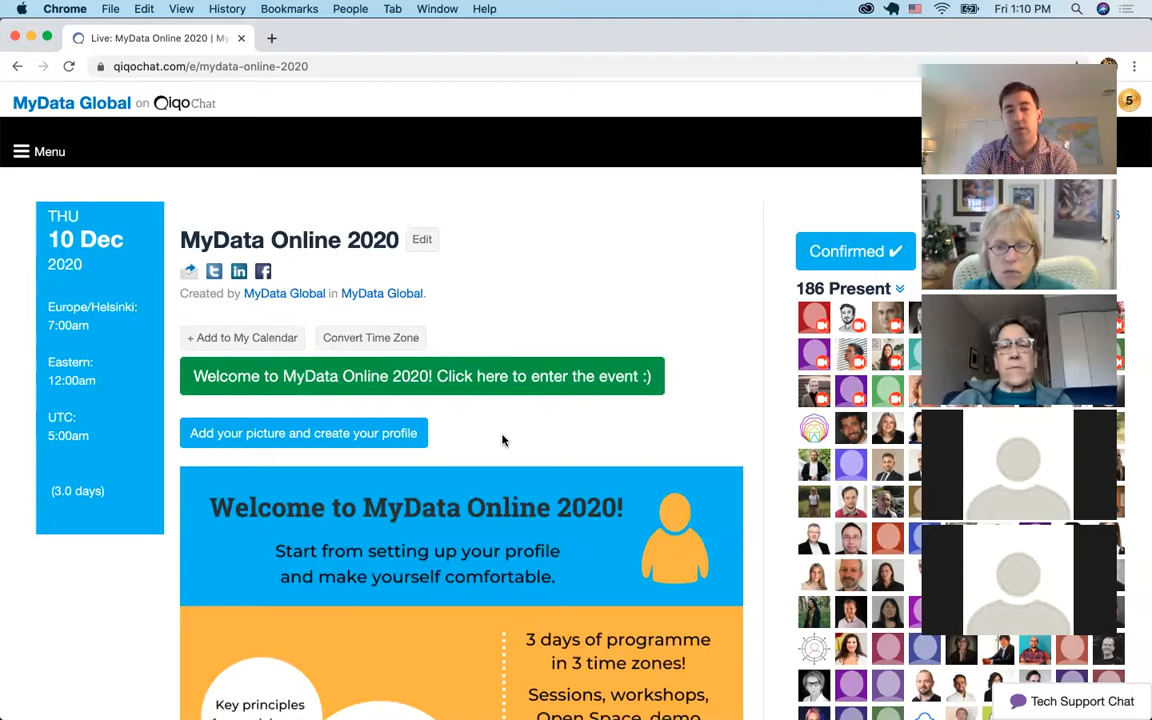 Chrome File Edit View History Bookmarks People Tab Window Help Fri 1:10 PM
Live: MyData Online 2020 | My
qiqochat.com/e/mydata-online-2020
MyData Global on QiqoChat
5
Menu
THU
10 Dec
2020
Europe/Helsinki:
7:00am
Eastern:
12:00am
UTC:
5:00am
(3.0 days)
MyData Online 2020 Edit
Created by MyData Global in MyData Global.
+ Add to My Calendar Convert Time Zone
Welcome to MyData Online 2020! Click here to enter the event :)
Add your picture and create your profile
Welcome to MyData Online 2020!
Start from setting up your profile
and make yourself comfortable.
3 days of programme
in 3 time zones!
Sessions, workshops,
Open Space, demo
Key principles
Confirmed ✔
186 Present
Tech Support Chat